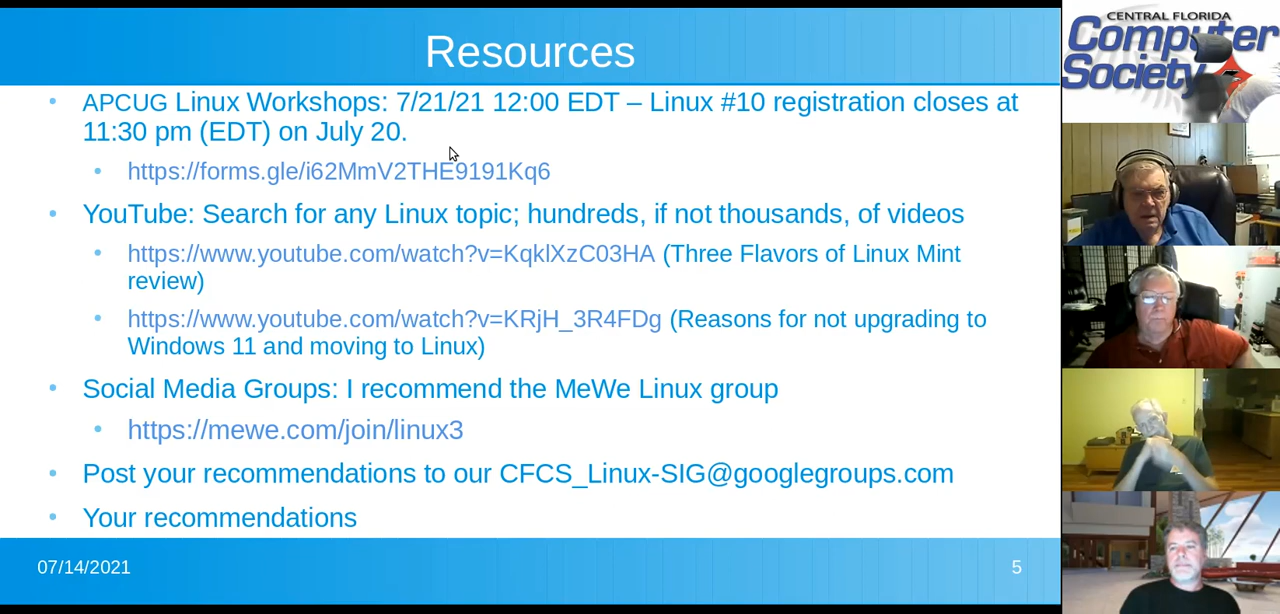 Resources
APCUG Linux Workshops: 7/21/21 12:00 EDT – Linux #10 registration closes at
11:30 pm (EDT) on July 20.
https://forms.gle/i62MmV2THE9191Kq6
YouTube: Search for any Linux topic; hundreds, if not thousands, of videos
https://www.youtube.com/watch?v=KqklXzC03HA (Three Flavors of Linux Mint
review)
https://www.youtube.com/watch?v=KRjH_3R4FDg (Reasons for not upgrading to
Windows 11 and moving to Linux)
Social Media Groups: I recommend the MeWe Linux group
https://mewe.com/join/linux3
Post your recommendations to our CFCS_Linux-SIG@googlegroups.com
Your recommendations
07/14/2021
5
CENTRAL FLORIDA
Computer
Society